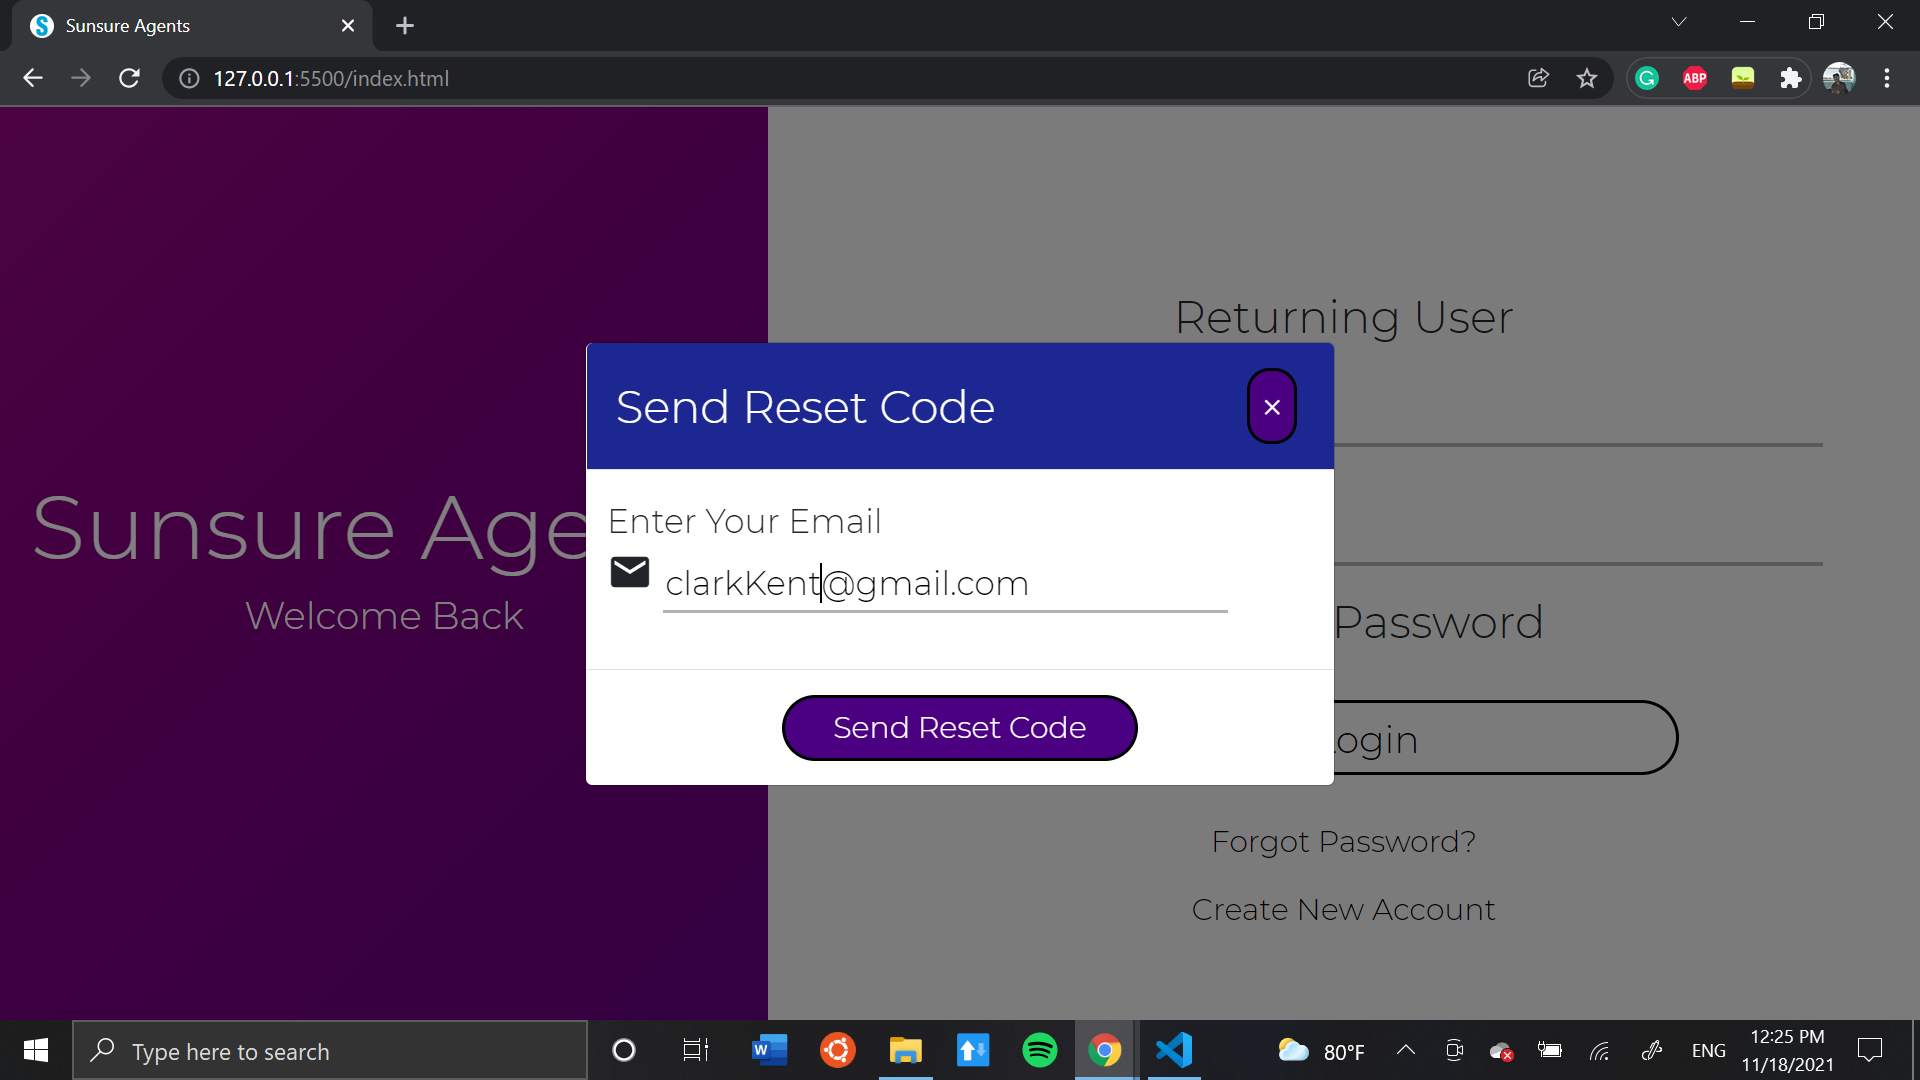 Sunsure Agents
127.0.0.1:5500/index.html
ABP
Returning User
Send Reset Code
Sunsure Age
Welcome Back
Enter Your Email
clarkKent@gmail.com
Password
Send Reset Code
ogin
Forgot Password?
Create New Account
Type here to search
80°F
ENG
12:25 PM
11/18/2021